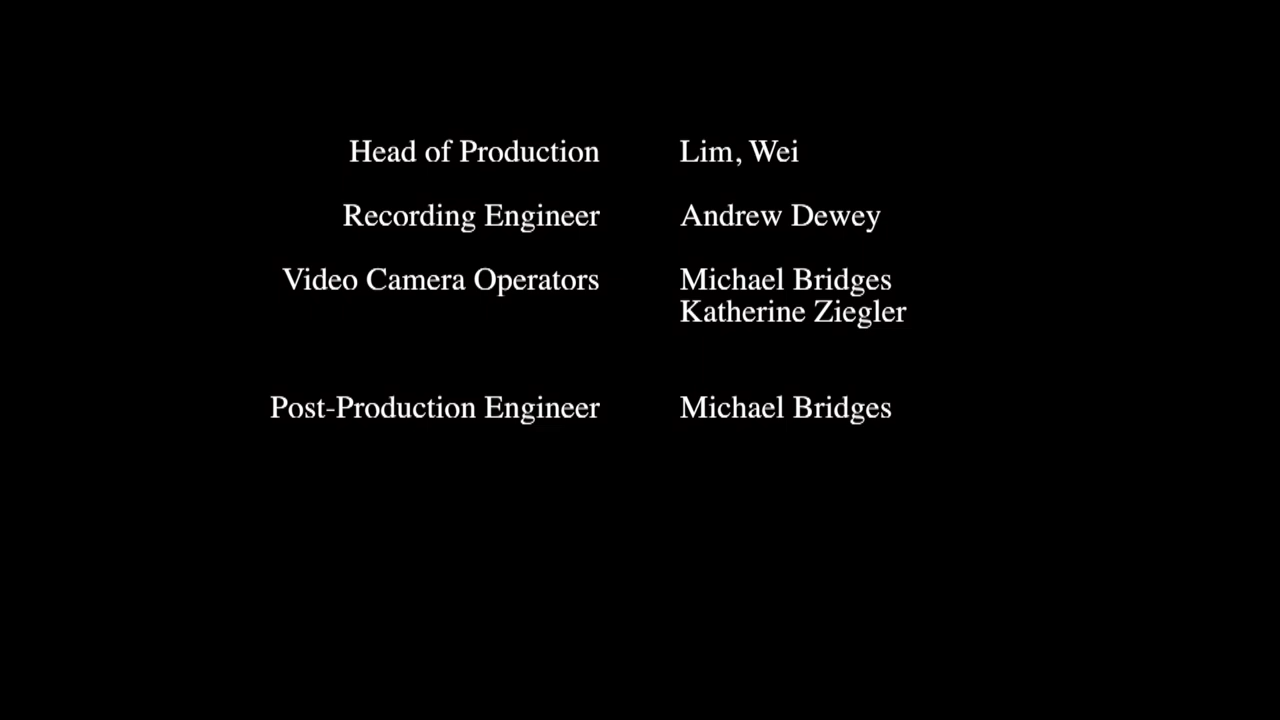 Head of Production Lim, Wei
Recording Engineer Andrew Dewey
Video Camera Operators Michael Bridges
Katherine Ziegler
Post-Production Engineer Michael Bridges